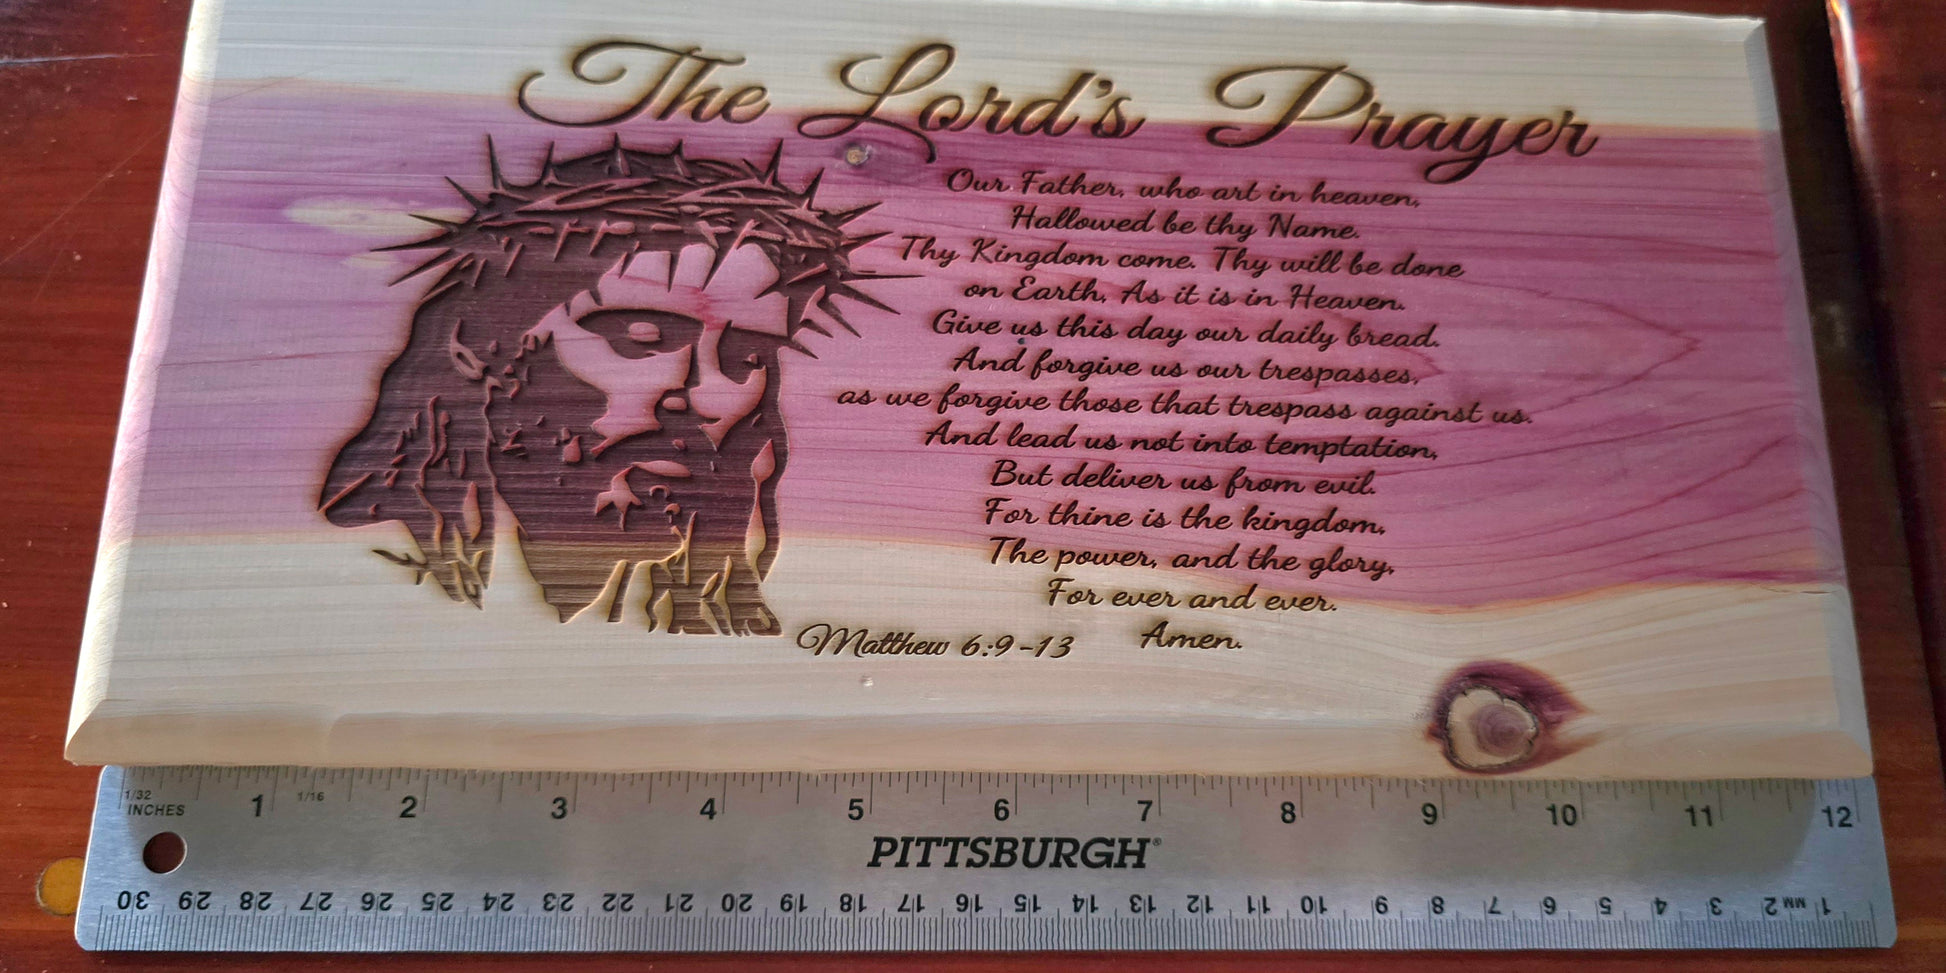 The Lord's Prayer
Our Father, who art in heaven,
Hallowed be thy Name.
Thy Kingdom come. Thy will be done
on Earth, As it is in Heaven.
Give us this day our daily bread.
And forgive us our trespasses,
as we forgive those that trespass against us.
And lead us not into temptation,
But deliver us from evil.
For thine is the kingdom,
The power, and the glory,
For ever and ever.
Amen.
Matthew 6:9-13
1/32 1/16
INCHES 1 2 3 4 5 6 7 8 9 10 11 12
PITTSBURGH®
30 29 28 27 26 25 24 23 22 21 20 19 18 17 16 15 14 13 12 11 10 9 8 7 6 5 4 3 2 MM 1